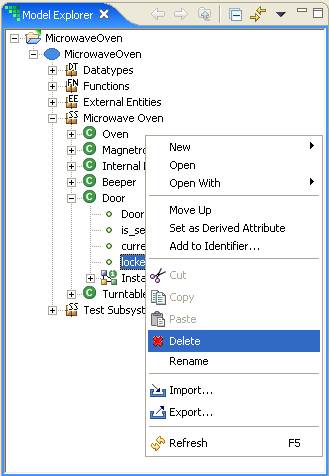 Model Explorer
MicrowaveOven
MicrowaveOven
DT Datatypes
FN Functions
EE External Entities
SS Microwave Oven
C Oven
C Magnetro
C Internal
C Beeper
C Door
Door
is_se
curre
locke
Insta
C Turntabl
SS Test Subsyst
New
Open
Open With
Move Up
Set as Derived Attribute
Add to Identifier...
Cut
Copy
Paste
Delete
Rename
Import...
Export...
Refresh F5